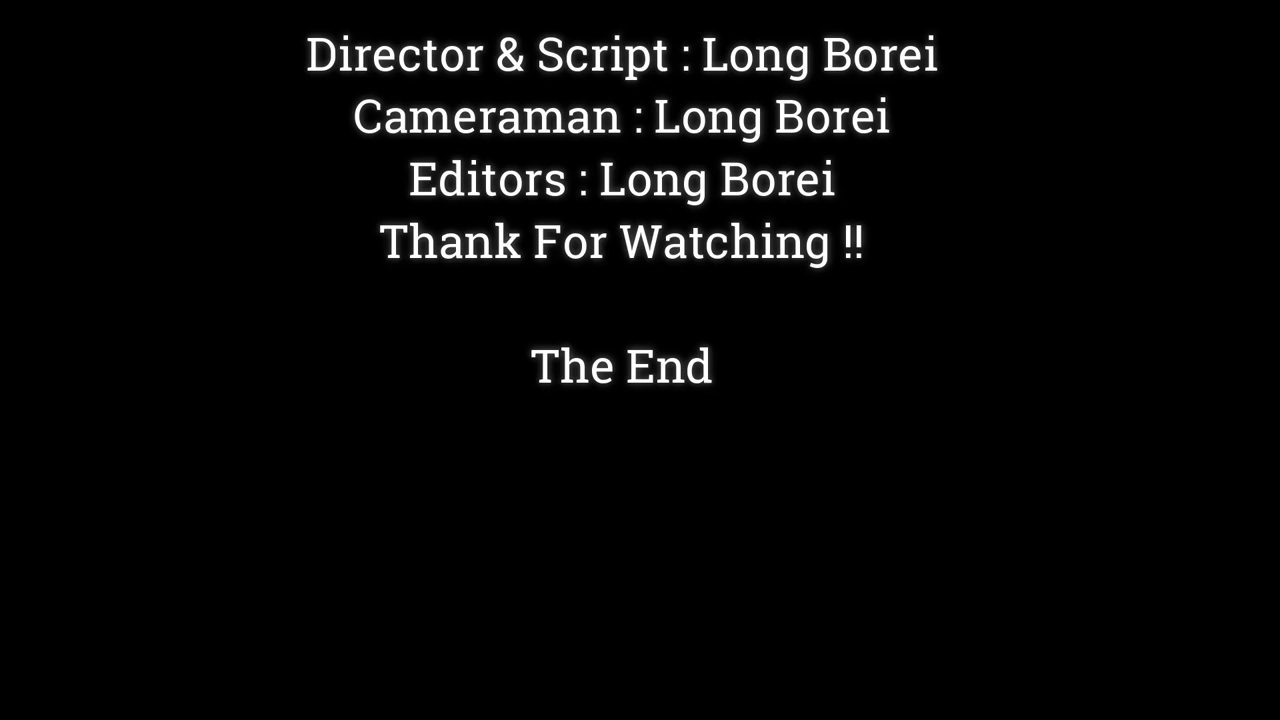 Director & Script : Long Borei
Cameraman : Long Borei
Editors : Long Borei
Thank For Watching !!
The End